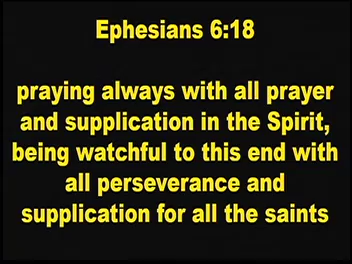 Ephesians 6:18
praying always with all prayer
and supplication in the Spirit,
being watchful to this end with
all perseverance and
supplication for all the saints